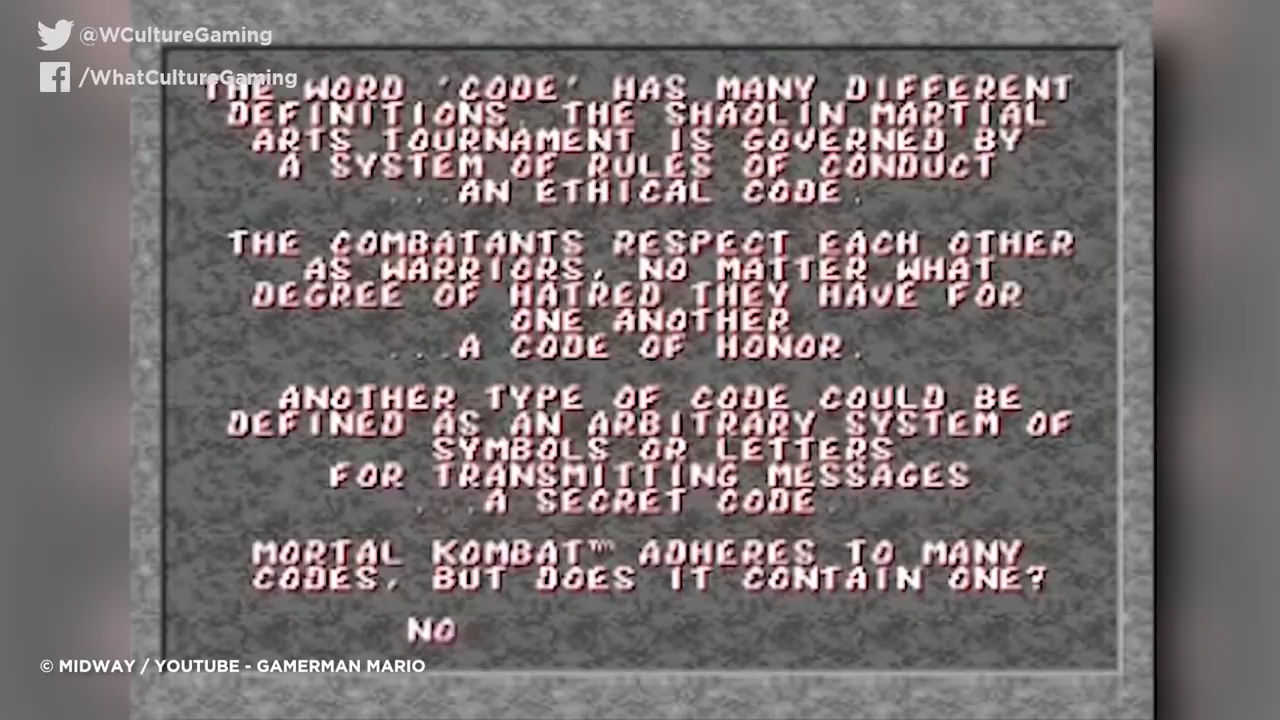 @WCultureGaming
/WhatCultureGaming
THE WORD 'CODE' HAS MANY DIFFERENT
DEFINITIONS. THE SHAOLIN MARTIAL
ARTS TOURNAMENT IS GOVERNED BY
A SYSTEM OF RULES OF CONDUCT
...AN ETHICAL CODE.
THE COMBATANTS RESPECT EACH OTHER
AS WARRIORS, NO MATTER WHAT
DEGREE OF HATRED THEY HAVE FOR
ONE ANOTHER
...A CODE OF HONOR.
ANOTHER TYPE OF CODE COULD BE
DEFINED AS AN ARBITRARY SYSTEM OF
SYMBOLS OR LETTERS
FOR TRANSMITTING MESSAGES
...A SECRET CODE.
MORTAL KOMBAT™ ADHERES TO MANY
CODES, BUT DOES IT CONTAIN ONE?
NO
© MIDWAY / YOUTUBE - GAMERMAN MARIO